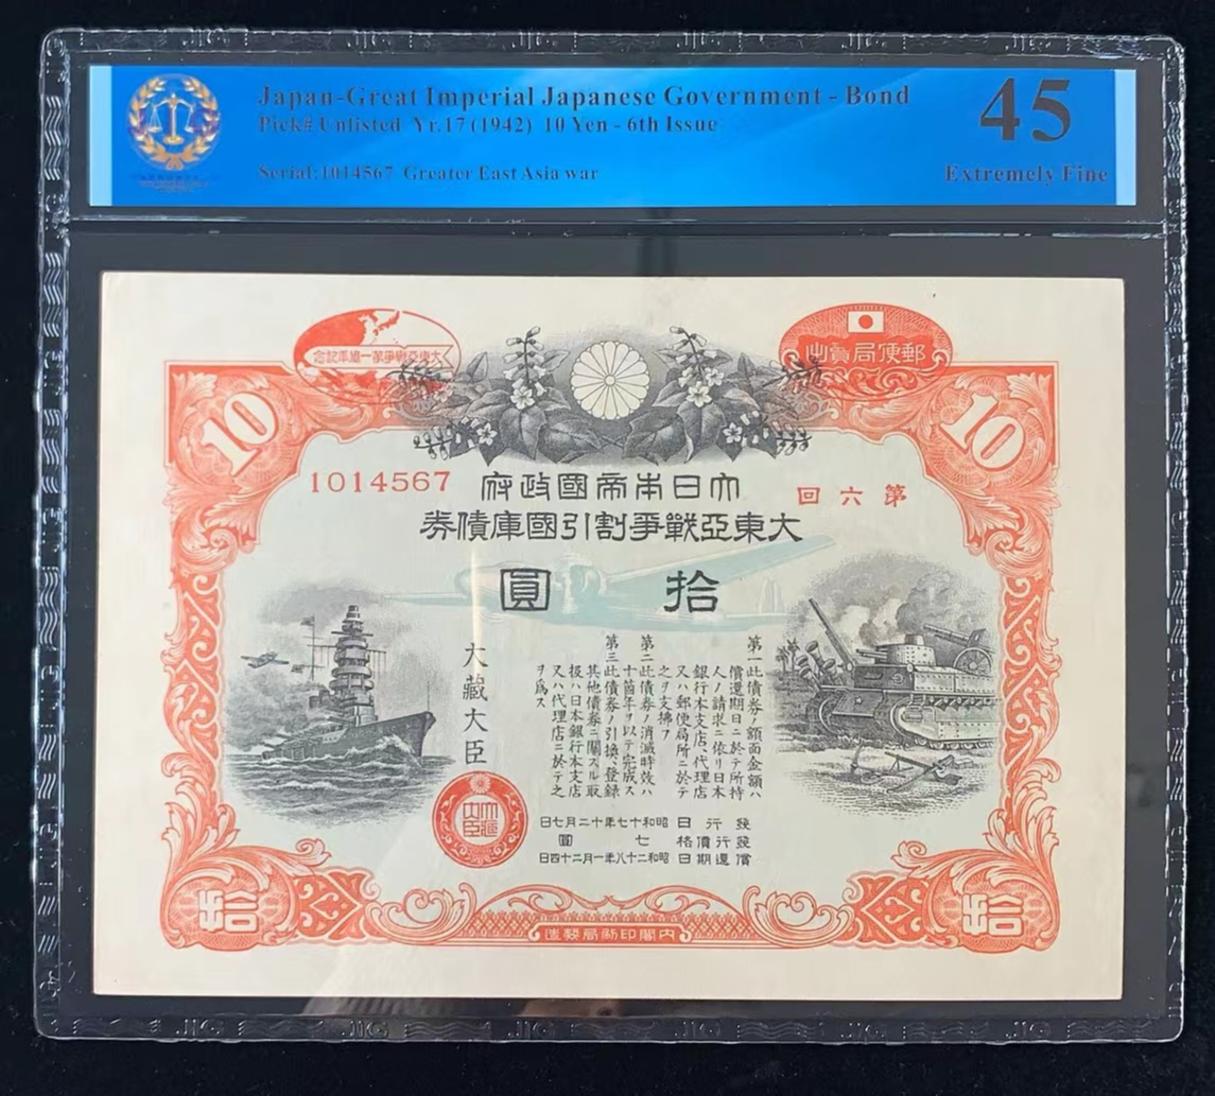 Japan-Great Imperial Japanese Government - Bond
Pick# Unlisted Yr.17 (1942) 10 Yen - 6th Issue
Serial:1014567 Greater East Asia war
45
Extremely Fine
大東亞戰爭第一週年記念
郵便局賣出
10
10
1014567
大日本帝國政府
第六回
大東亞戰爭割引國庫債券
拾圓
第一此債券ノ額面金額ハ
償還期日ニ於テ所持
人ノ請求ニ依リ日本
銀行本支店、代理店
又ハ郵便局所ニ於テ
之ヲ支拂フ
第二此債券ノ消滅時效ハ
十箇年ヲ以テ完成ス
第三此債券ノ引換、登錄
其他債券ニ關スル取
扱ハ日本銀行本支店
又ハ代理店ニ於テ之
ヲ爲ス
大藏大臣
大藏大臣
發行日 昭和十七年十二月七日
發行價格 七圓
償還期日 昭和二十八年一月二十四日
拾
拾
內閣印刷局製造